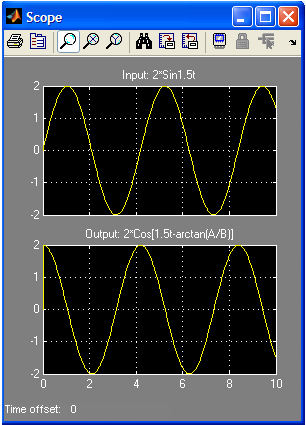 Scope
Input: 2*Sin1.5t
2
1
0
-1
-2
Output: 2*Cos[1.5t-arctan(A/B)]
2
1
0
-1
-2
0 2 4 6 8 10
Time offset: 0